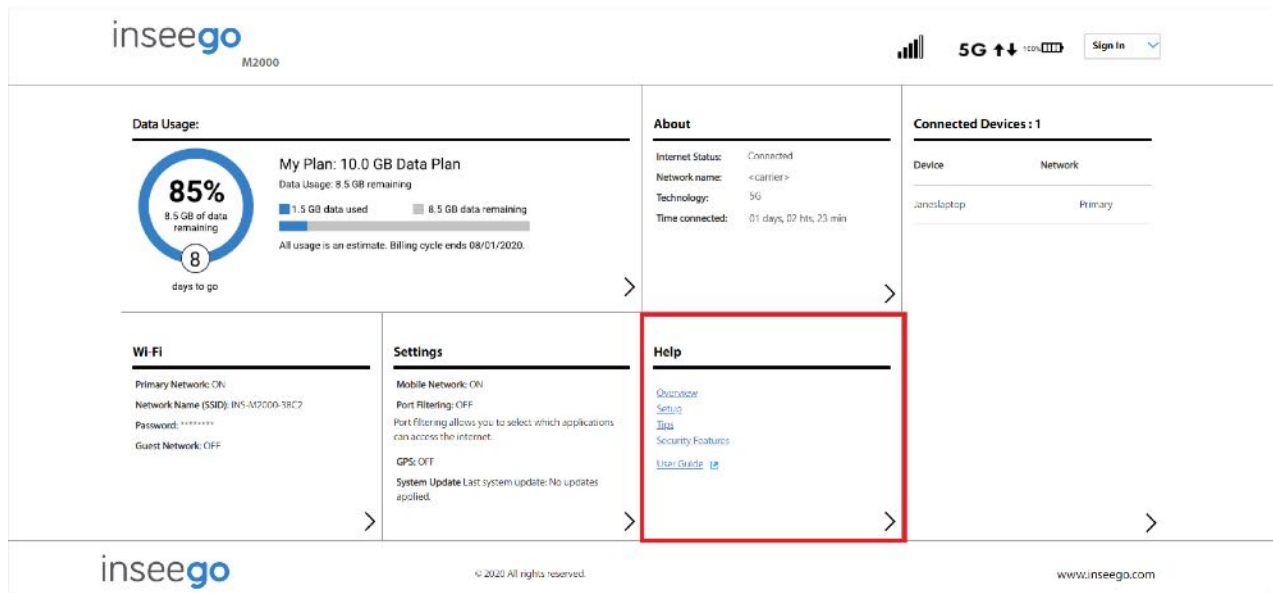 inseego
M2000
5G
100%
Sign In
Data Usage:
85%
8.5 GB of data
remaining
8
days to go
My Plan: 10.0 GB Data Plan
Data Usage: 8.5 GB remaining
1.5 GB data used 8.5 GB data remaining
All usage is an estimate. Billing cycle ends 08/01/2020.
About
Internet Status: Connected
Network name: <carrier>
Technology: 5G
Time connected: 01 days, 02 hts, 23 min
Connected Devices : 1
Device Network
Janeslaptop Primary
Wi-Fi
Primary Network: ON
Network Name (SSID): INS-M2000-38C2
Password: ********
Guest Network: OFF
Settings
Mobile Network: ON
Port Filtering: OFF
Port filtering allows you to select which applications
can access the internet.
GPS: OFF
System Update Last system update: No updates
applied.
Help
Overview
Setup
Tips
Security Features
User Guide
inseego
© 2020 All rights reserved.
www.inseego.com